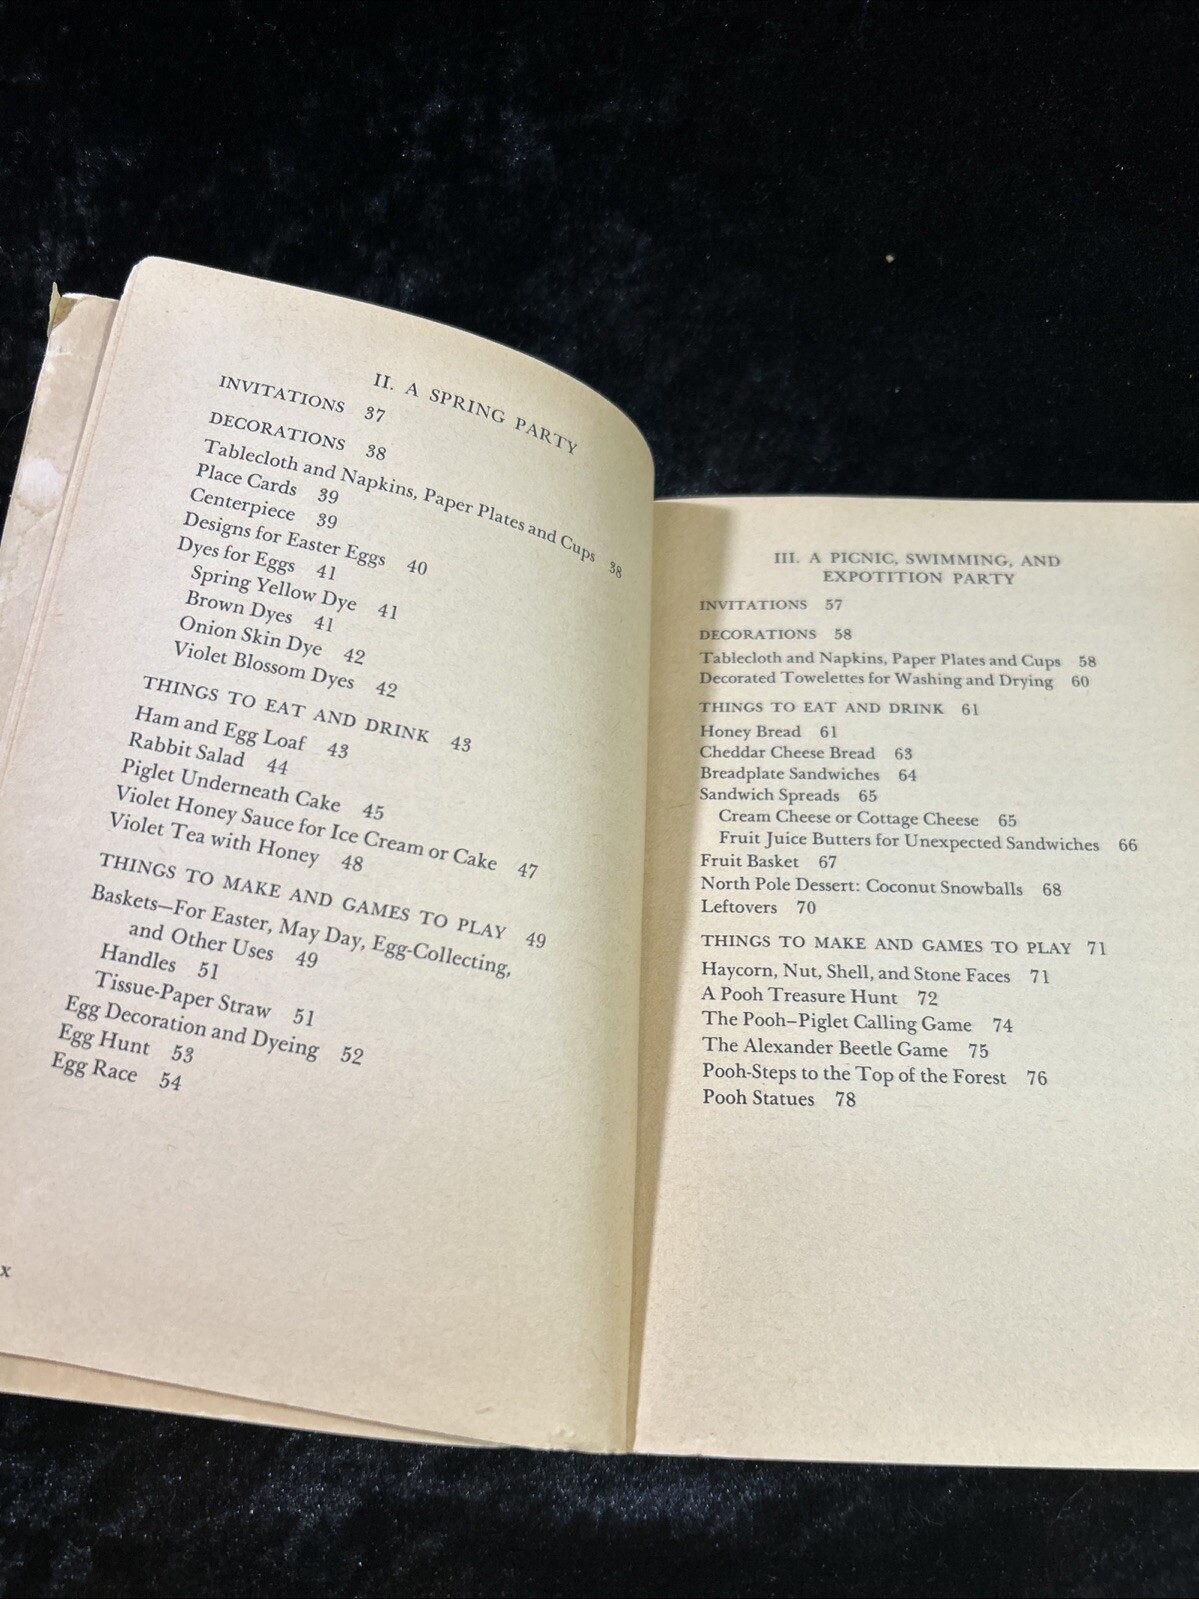 II. A SPRING PARTY
INVITATIONS 37
DECORATIONS 38
Tablecloth and Napkins, Paper Plates and Cups 38
Place Cards 39
Centerpiece 39
Designs for Easter Eggs 40
Dyes for Eggs 41
Spring Yellow Dye 41
Brown Dyes 41
Onion Skin Dye 42
Violet Blossom Dyes 42
THINGS TO EAT AND DRINK 43
Ham and Egg Loaf 43
Rabbit Salad 44
Piglet Underneath Cake 45
Violet Honey Sauce for Ice Cream or Cake 47
Violet Tea with Honey 48
THINGS TO MAKE AND GAMES TO PLAY 49
Baskets—For Easter, May Day, Egg-Collecting,
and Other Uses 49
Handles 51
Tissue-Paper Straw 51
Egg Decoration and Dyeing 52
Egg Hunt 53
Egg Race 54
x
III. A PICNIC, SWIMMING, AND
EXPOTITION PARTY
INVITATIONS 57
DECORATIONS 58
Tablecloth and Napkins, Paper Plates and Cups 58
Decorated Towelettes for Washing and Drying 60
THINGS TO EAT AND DRINK 61
Honey Bread 61
Cheddar Cheese Bread 63
Breadplate Sandwiches 64
Sandwich Spreads 65
Cream Cheese or Cottage Cheese 65
Fruit Juice Butters for Unexpected Sandwiches 66
Fruit Basket 67
North Pole Dessert: Coconut Snowballs 68
Leftovers 70
THINGS TO MAKE AND GAMES TO PLAY 71
Haycorn, Nut, Shell, and Stone Faces 71
A Pooh Treasure Hunt 72
The Pooh–Piglet Calling Game 74
The Alexander Beetle Game 75
Pooh-Steps to the Top of the Forest 76
Pooh Statues 78